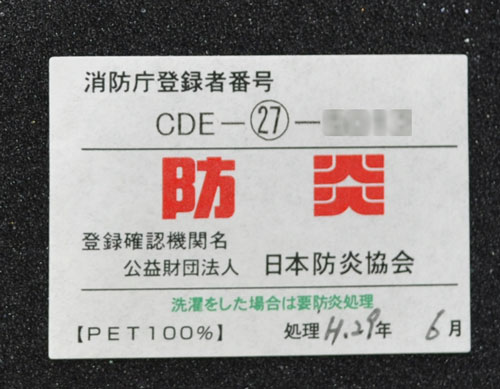 消防庁登録者番号
CDE－㉗－
防炎
登録確認機関名
公益財団法人 日本防炎協会
洗濯をした場合は要防炎処理
【PET100%】 処理 H.29年 6月